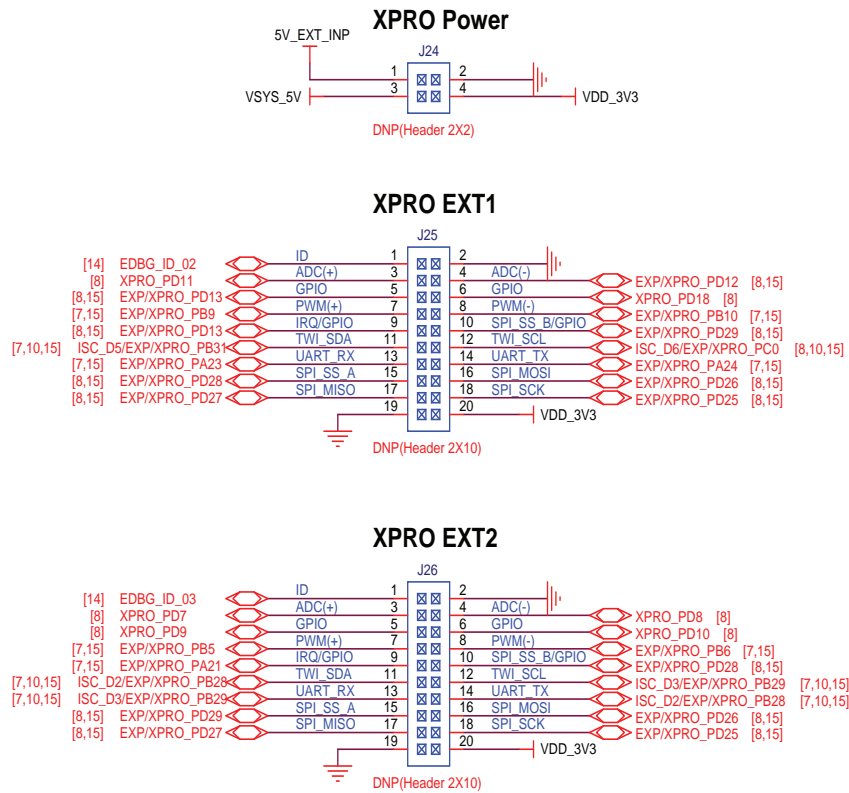 XPRO Power
5V_EXT_INP
J24
1 2
VSYS_5V 3 4 VDD_3V3
DNP(Header 2X2)
XPRO EXT1
J25
[14] EDBG_ID_02 ID 1 2
[8] XPRO_PD11 ADC(+) 3 4 ADC(-) EXP/XPRO_PD12 [8,15]
[8,15] EXP/XPRO_PD13 GPIO 5 6 GPIO XPRO_PD18 [8]
[7,15] EXP/XPRO_PB9 PWM(+) 7 8 PWM(-) EXP/XPRO_PB10 [7,15]
[8,15] EXP/XPRO_PD13 IRQ/GPIO 9 10 SPI_SS_B/GPIO EXP/XPRO_PD29 [8,15]
[7,10,15] ISC_D5/EXP/XPRO_PB31 TWI_SDA 11 12 TWI_SCL ISC_D6/EXP/XPRO_PC0 [8,10,15]
[7,15] EXP/XPRO_PA23 UART_RX 13 14 UART_TX EXP/XPRO_PA24 [7,15]
[8,15] EXP/XPRO_PD28 SPI_SS_A 15 16 SPI_MOSI EXP/XPRO_PD26 [8,15]
[8,15] EXP/XPRO_PD27 SPI_MISO 17 18 SPI_SCK EXP/XPRO_PD25 [8,15]
19 20 VDD_3V3
DNP(Header 2X10)
XPRO EXT2
J26
[14] EDBG_ID_03 ID 1 2
[8] XPRO_PD7 ADC(+) 3 4 ADC(-) XPRO_PD8 [8]
[8] XPRO_PD9 GPIO 5 6 GPIO XPRO_PD10 [8]
[7,15] EXP/XPRO_PB5 PWM(+) 7 8 PWM(-) EXP/XPRO_PB6 [7,15]
[7,15] EXP/XPRO_PA21 IRQ/GPIO 9 10 SPI_SS_B/GPIO EXP/XPRO_PD28 [8,15]
[7,10,15] ISC_D2/EXP/XPRO_PB28 TWI_SDA 11 12 TWI_SCL ISC_D3/EXP/XPRO_PB29 [7,10,15]
[7,10,15] ISC_D3/EXP/XPRO_PB29 UART_RX 13 14 UART_TX ISC_D2/EXP/XPRO_PB28 [7,10,15]
[8,15] EXP/XPRO_PD29 SPI_SS_A 15 16 SPI_MOSI EXP/XPRO_PD26 [8,15]
[8,15] EXP/XPRO_PD27 SPI_MISO 17 18 SPI_SCK EXP/XPRO_PD25 [8,15]
19 20 VDD_3V3
DNP(Header 2X10)